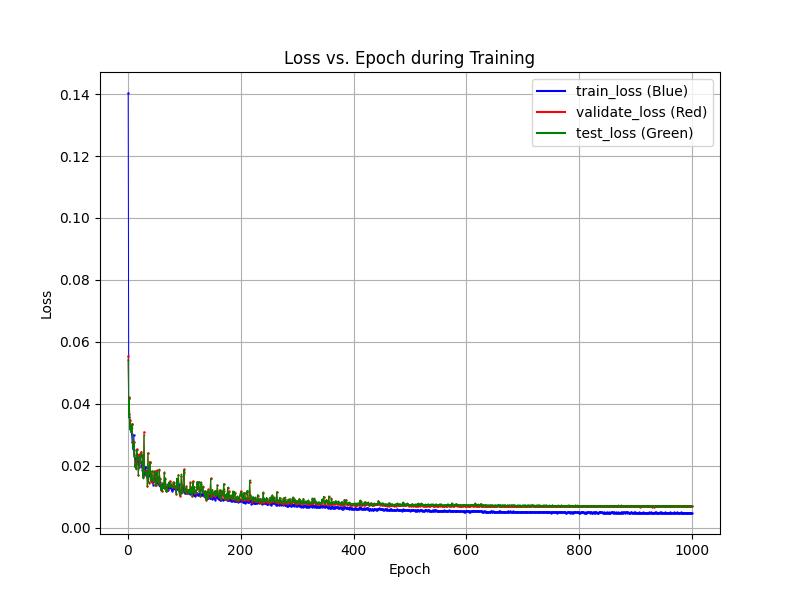 Loss vs. Epoch during Training
train_loss (Blue)
validate_loss (Red)
test_loss (Green)
Loss
0.14
0.12
0.10
0.08
0.06
0.04
0.02
0.00
0 200 400 600 800 1000
Epoch